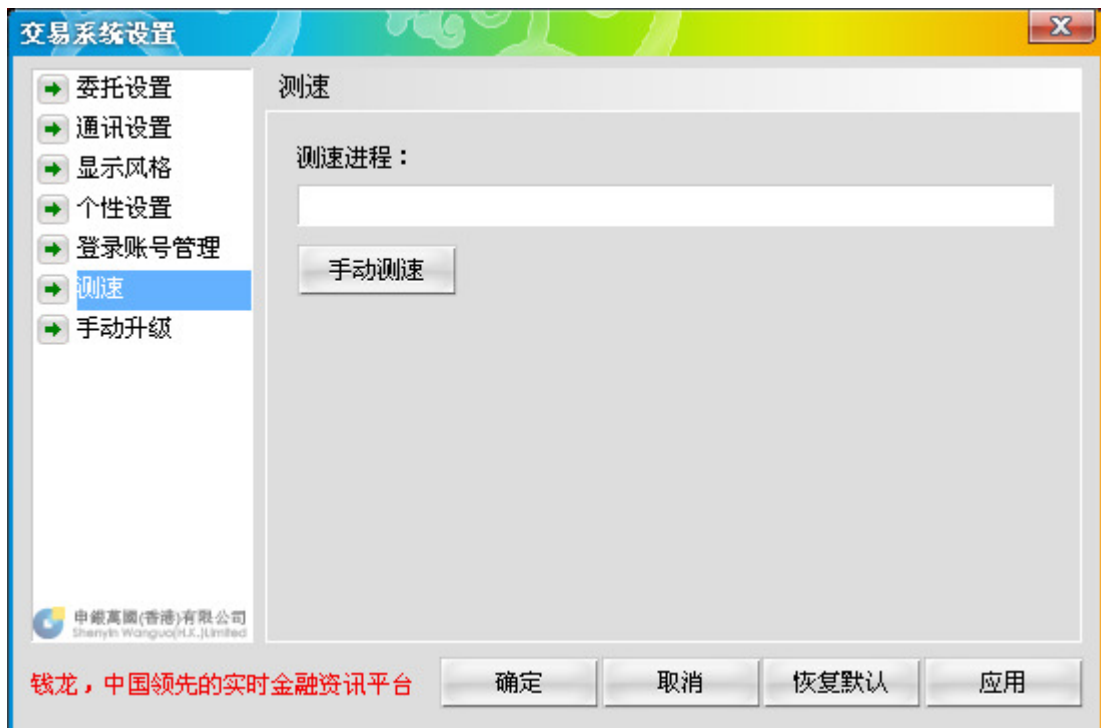 交易系统设置
X
委托设置
通讯设置
显示风格
个性设置
登录账号管理
测速
手动升级
申銀萬國(香港)有限公司
Shenyin Wanguo(H.K.)Limited
测速
测速进程：
手动测速
钱龙，中国领先的实时金融资讯平台
确定
取消
恢复默认
应用